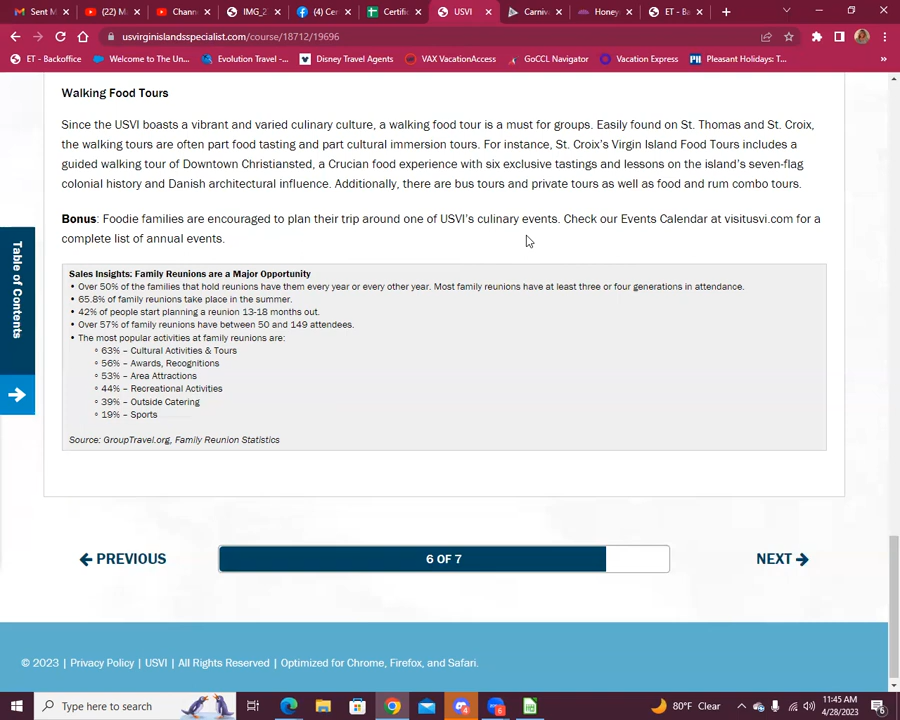 Sent M
(22) M
Chann
IMG_2
(4) Cer
Certific
USVI
Carniv
Honey
ET - Ba
usvirginislandsspecialist.com/course/18712/19696
ET - Backoffice
Welcome to The Un...
Evolution Travel -...
Disney Travel Agents
VAX VacationAccess
GoCCL Navigator
Vacation Express
Pleasant Holidays: T...
»
Walking Food Tours
Since the USVI boasts a vibrant and varied culinary culture, a walking food tour is a must for groups. Easily found on St. Thomas and St. Croix,
the walking tours are often part food tasting and part cultural immersion tours. For instance, St. Croix's Virgin Island Food Tours includes a
guided walking tour of Downtown Christiansted, a Crucian food experience with six exclusive tastings and lessons on the island's seven-flag
colonial history and Danish architectural influence. Additionally, there are bus tours and private tours as well as food and rum combo tours.
Bonus: Foodie families are encouraged to plan their trip around one of USVI's culinary events. Check our Events Calendar at visitusvi.com for a
complete list of annual events.
Table of Contents
Sales Insights: Family Reunions are a Major Opportunity
• Over 50% of the families that hold reunions have them every year or every other year. Most family reunions have at least three or four generations in attendance.
• 65.8% of family reunions take place in the summer.
• 42% of people start planning a reunion 13-18 months out.
• Over 57% of family reunions have between 50 and 149 attendees.
• The most popular activities at family reunions are:
◦ 63% – Cultural Activities & Tours
◦ 56% – Awards, Recognitions
◦ 53% – Area Attractions
◦ 44% – Recreational Activities
◦ 39% – Outside Catering
◦ 19% – Sports
Source: GroupTravel.org, Family Reunion Statistics
PREVIOUS
6 OF 7
NEXT
© 2023 | Privacy Policy | USVI | All Rights Reserved | Optimized for Chrome, Firefox, and Safari.
Type here to search
80°F Clear
11:45 AM
4/28/2023